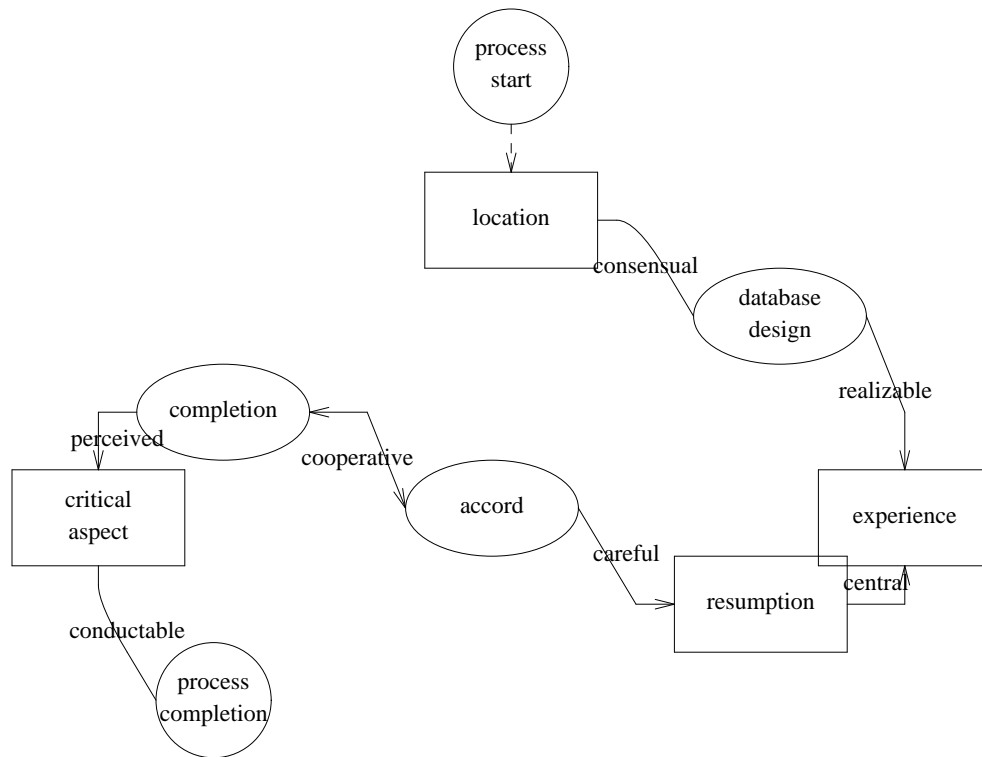 process
start
location
consensual
database
design
realizable
completion
perceived
cooperative
critical
aspect
accord
experience
careful
resumption
central
conductable
process
completion